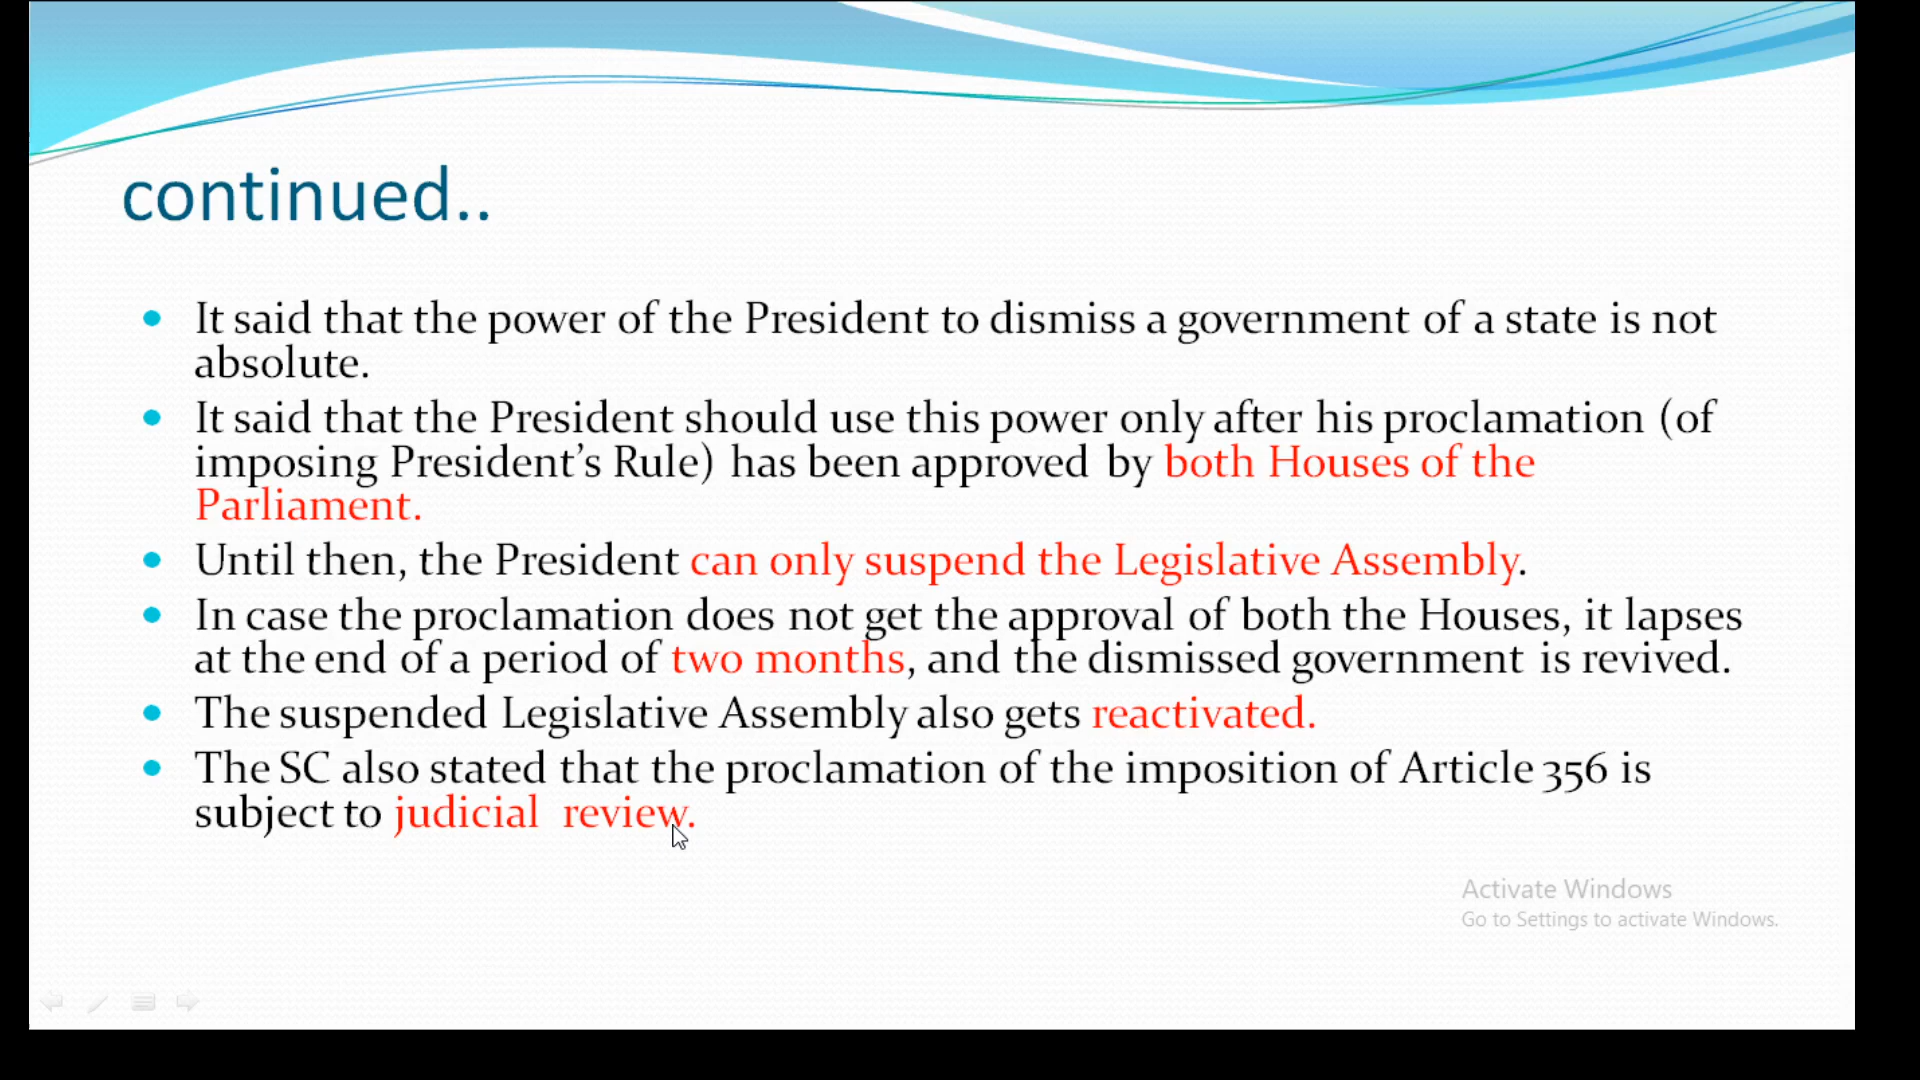 continued..
• It said that the power of the President to dismiss a government of a state is not
absolute.
• It said that the President should use this power only after his proclamation (of
imposing President's Rule) has been approved by both Houses of the
Parliament.
• Until then, the President can only suspend the Legislative Assembly.
• In case the proclamation does not get the approval of both the Houses, it lapses
at the end of a period of two months, and the dismissed government is revived.
• The suspended Legislative Assembly also gets reactivated.
• The SC also stated that the proclamation of the imposition of Article 356 is
subject to judicial review.
Activate Windows
Go to Settings to activate Windows.